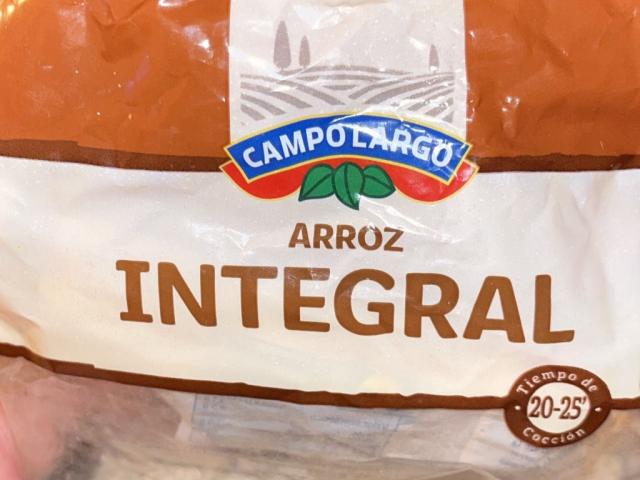 CAMPO LARGO
ARROZ
INTEGRAL
Tiempo de
20-25'
Cocción